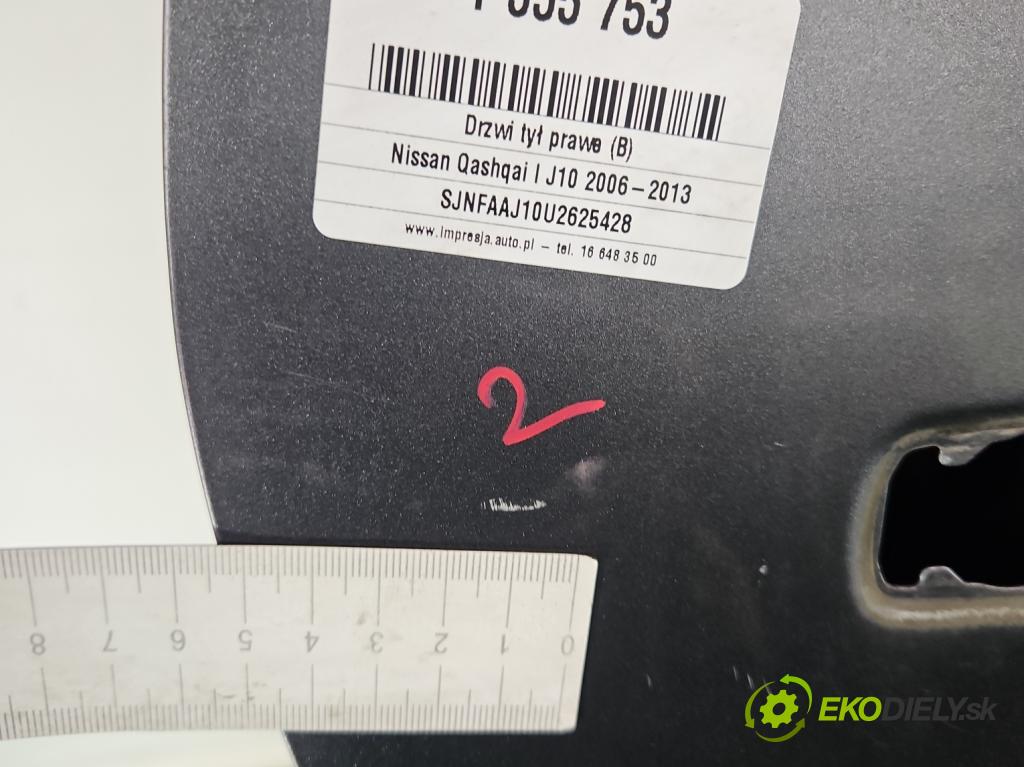 753
Drzwi tył prawe (B)
Nissan Qashqai I J10 2006–2013
SJNFAAJ10U2625428
www.impresja.auto.pl – tel. 16 648 35 00
2
8 7 6 5 4 3 2 1 0
EKODIELY.sk